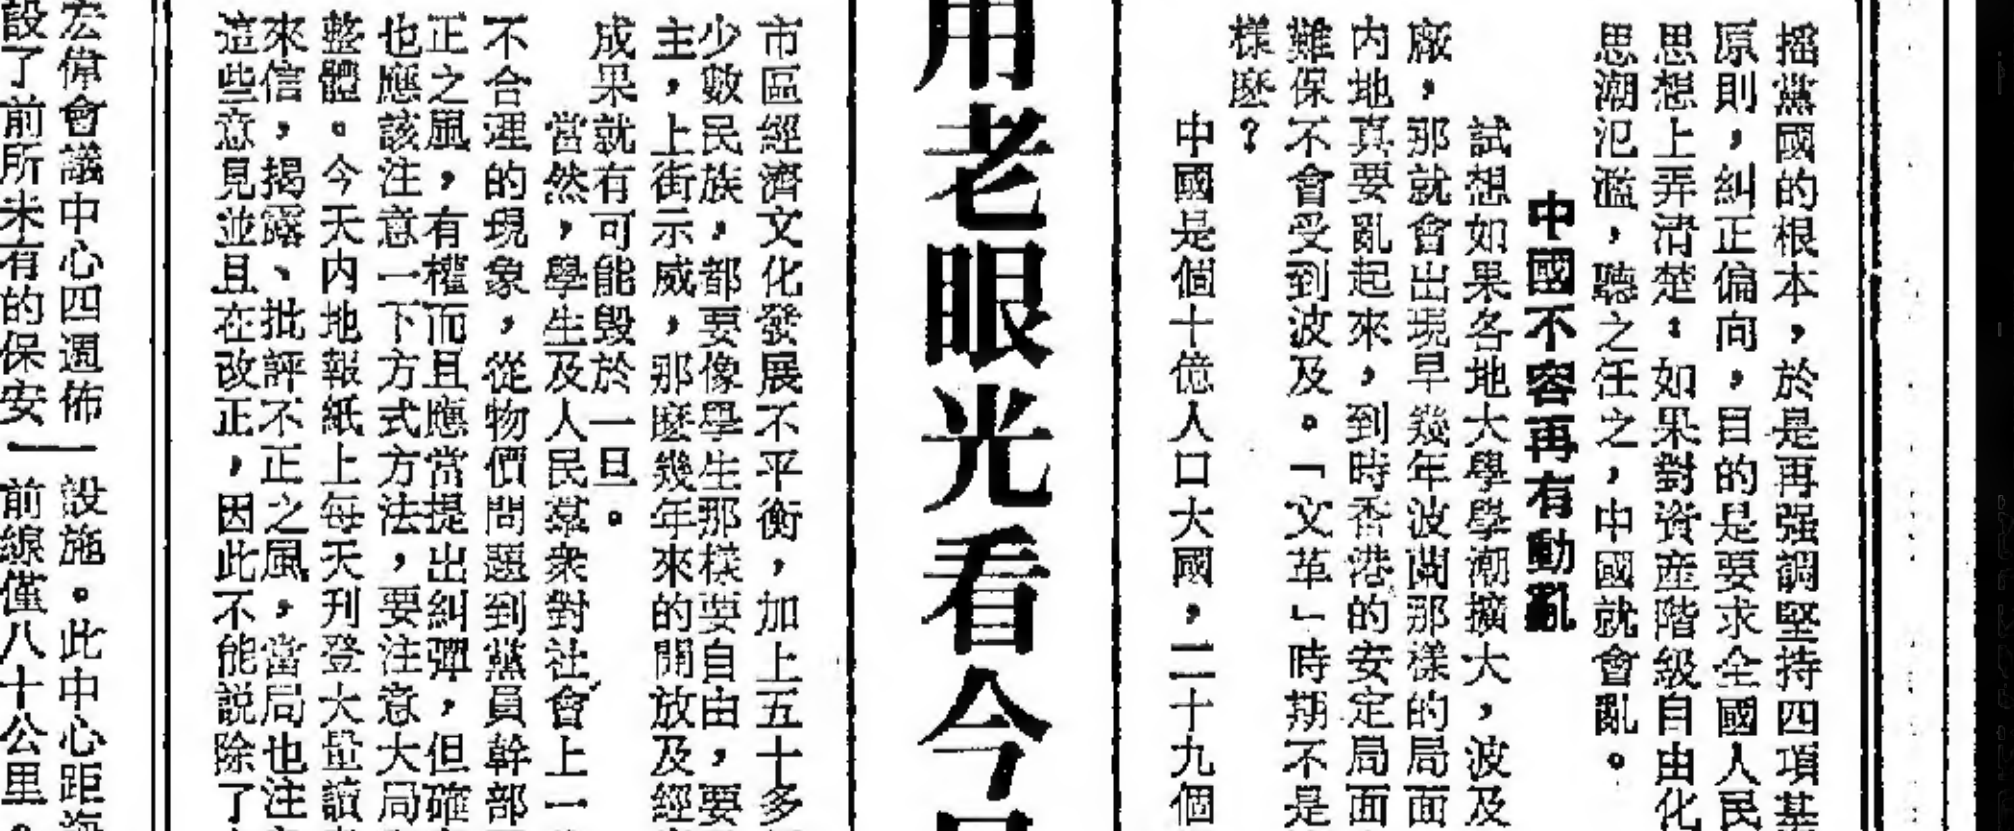 搖黨國的根本，於是再强調堅持四項基
原則，糾正偏向，目的是要求全國人民
思想上弄清楚：如果對資產階級自由化
思潮氾濫，聽之任之，中國就會亂。
中國不容再有動亂
試想如果各地大學學潮擴大，波及
廠，那就會出現早幾年波蘭那樣的局面
內地真要亂起來，到時香港的安定局面
難保不會受到波及。「文革」時期不是
樣麽？
中國是個十億人口大國，二十九個
用老眼光看今
市區經濟文化發展不平衡，加上五十多
少數民族，都要像學生那樣要自由，要
主，上街示威，那麽幾年來的開放及經
成果就有可能毀於一旦。
當然，學生及人民羣衆對社會上一
不合理的現象，從物價問題到黨員幹部
正之風，有權而且應當提出糾彈，但確
也應該注意一下方式方法，要注意大局
整體。今天內地報紙上每天刊登大量讀
來信，揭露、批評不正之風，當局也注
這些意見並且在改正，因此不能説除了
宏偉會議中心四週佈設施。此中心距海
設了前所未有的保安前線僅八十公里。